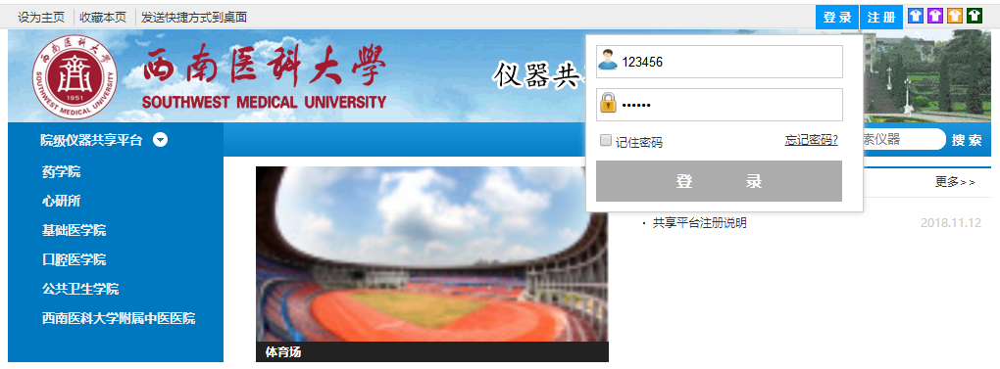 设为主页 收藏本页 发送快捷方式到桌面
登 录 注 册
西南医科大学
SOUTHWEST MEDICAL UNIVERSITY
1951
仪器共
123456
••••••
记住密码 忘记密码?
登 录
索仪器 搜 索
院级仪器共享平台
药学院
心研所
基础医学院
口腔医学院
公共卫生学院
西南医科大学附属中医医院
体育场
更多>>
· 共享平台注册说明 2018.11.12